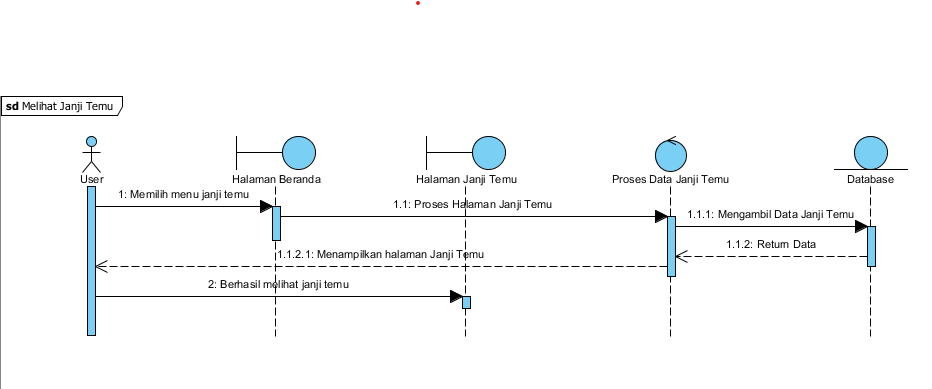 sd Melihat Janji Temu
User
Halaman Beranda
Halaman Janji Temu
Proses Data Janji Temu
Database
1: Memilih menu janji temu
1.1: Proses Halaman Janji Temu
1.1.1: Mengambil Data Janji Temu
1.1.2: Return Data
1.1.2.1: Menampilkan halaman Janji Temu
2: Berhasil melihat janji temu